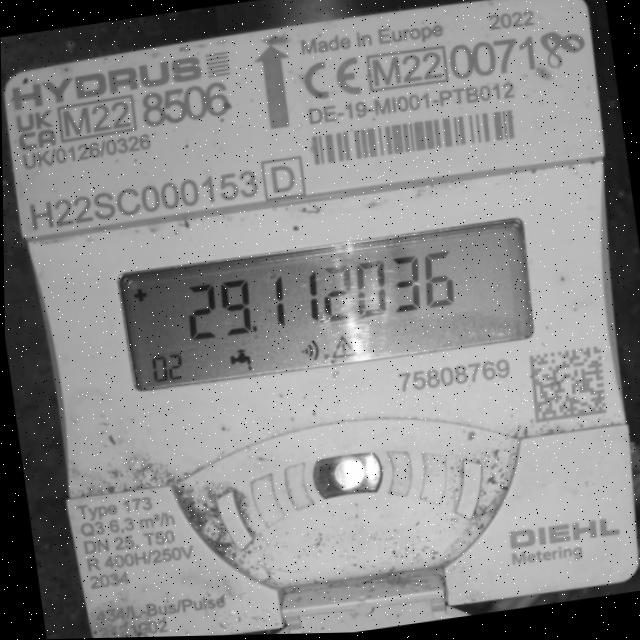 2022
HYDRUS
Made in Europe
UK CA M22 8506
CE M22 007180
UK/0126/0326
DE-19-MI001-PTB012
H22SC000153 D
+ 29.112036
02
75808769
Type 173
Q3 6.3 m³/h
DN 25, T50
R 400H/250V
2034
DIEHL
Metering